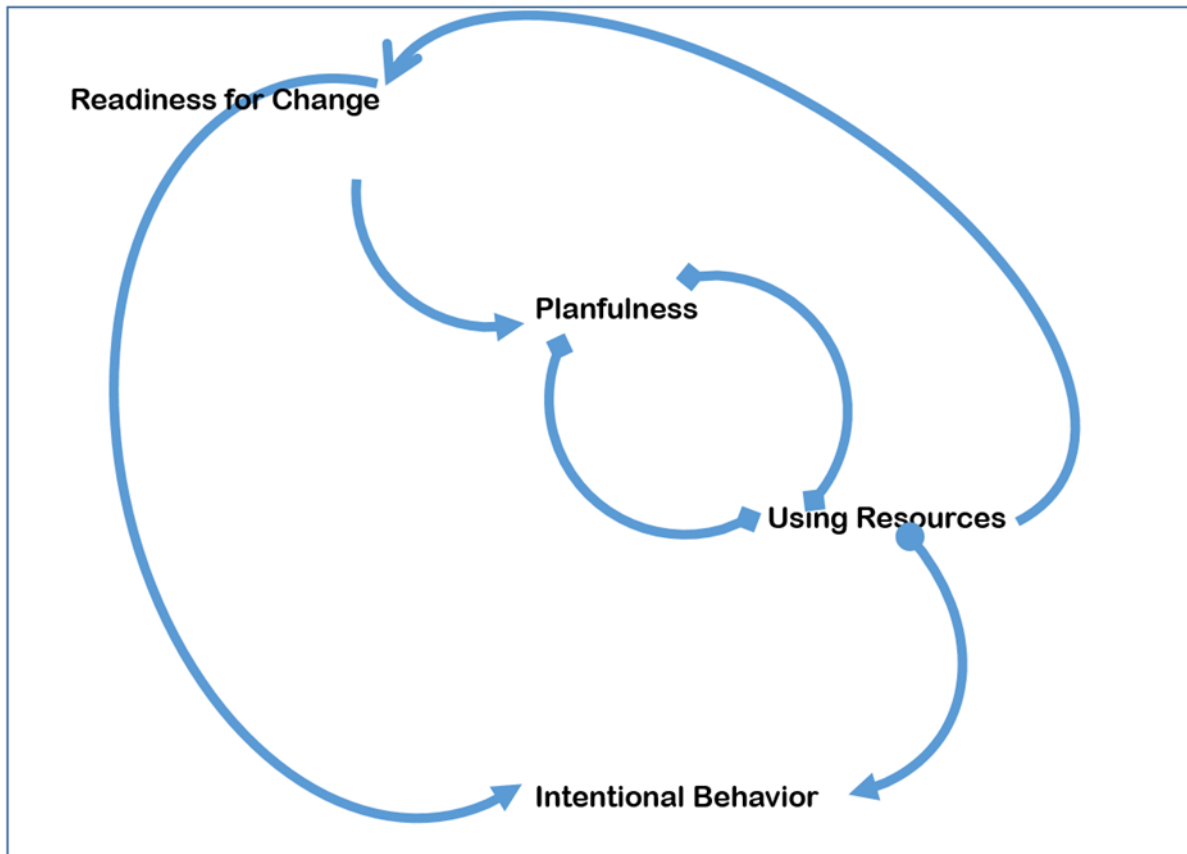 Readiness for Change
Planfulness
Using Resources
Intentional Behavior